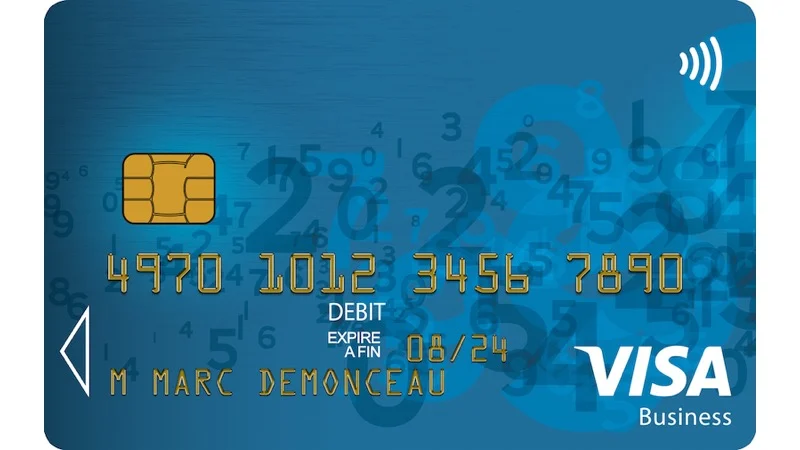 4970 1012 3456 7890
DEBIT
EXPIRE
A FIN 08/24
M MARC DEMONCEAU
VISA
Business